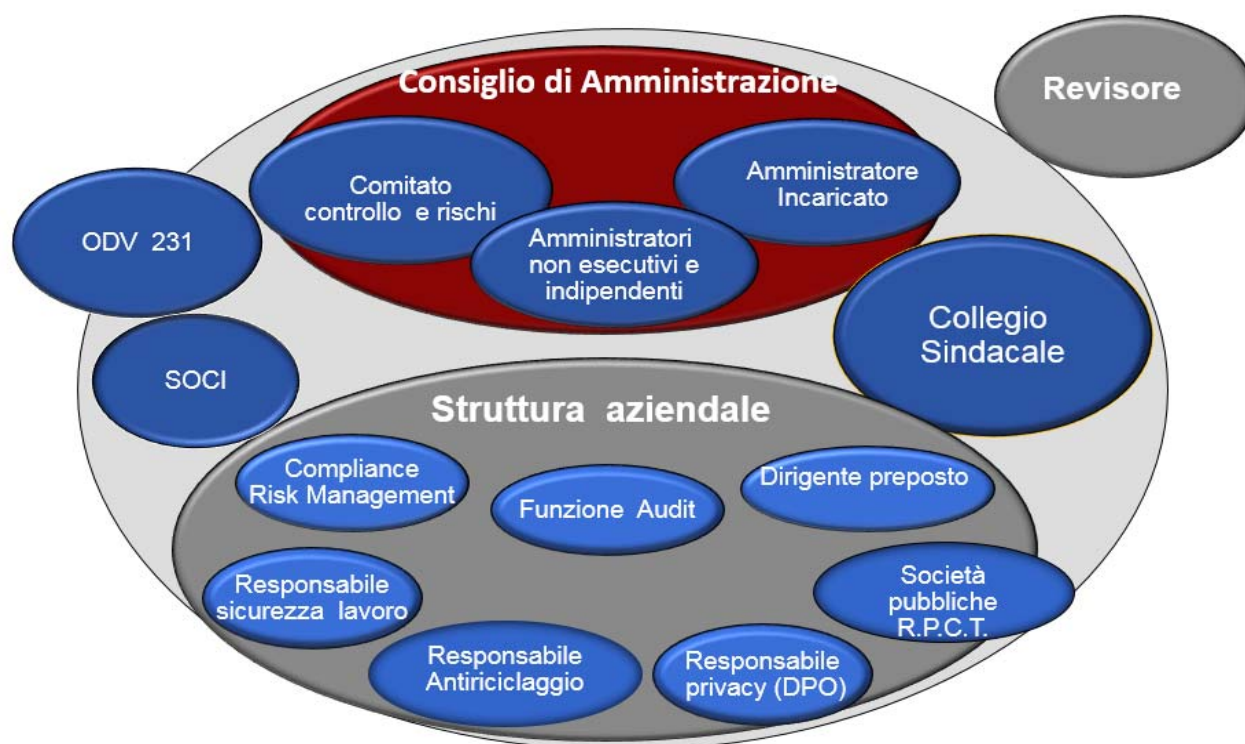 Consiglio di Amministrazione
Revisore
Comitato
controllo e rischi
Amministratore
Incaricato
Amministratori
non esecutivi e
indipendenti
ODV 231
SOCI
Collegio
Sindacale
Struttura aziendale
Compliance
Risk Management
Funzione Audit
Dirigente preposto
Responsabile
sicurezza lavoro
Società
pubbliche
R.P.C.T.
Responsabile
Antiriciclaggio
Responsabile
privacy (DPO)